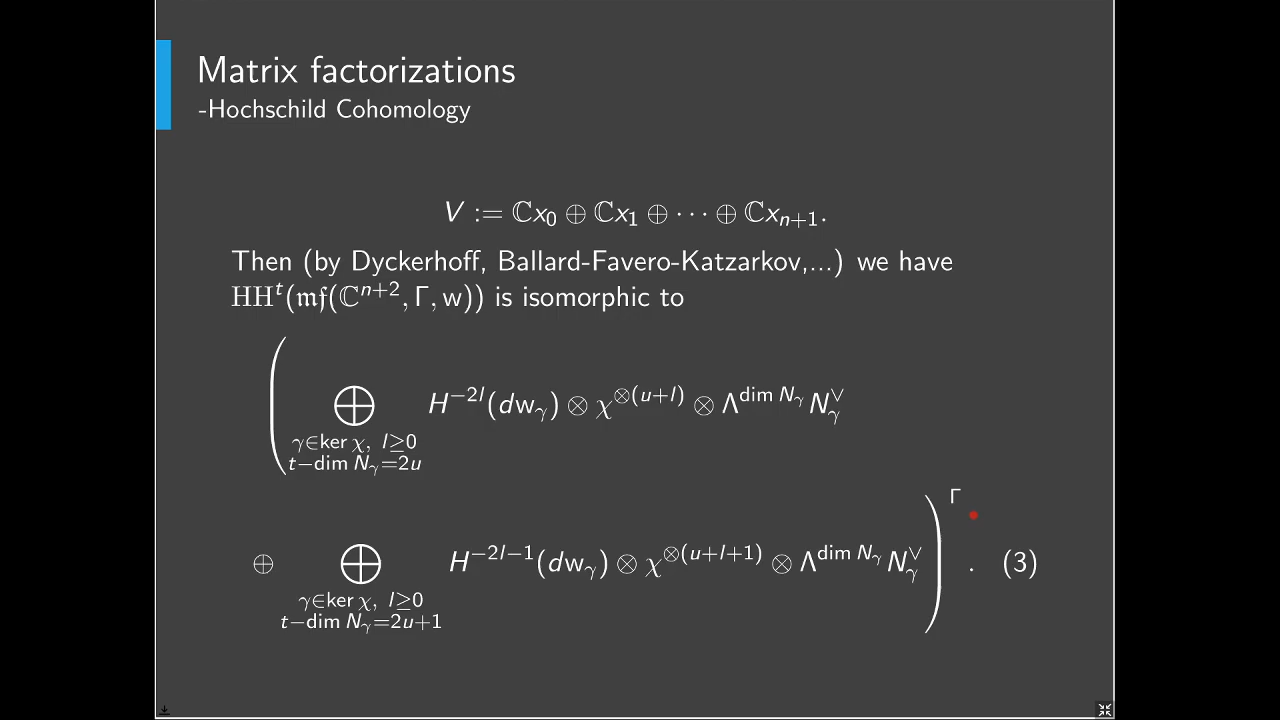 Matrix factorizations
-Hochschild Cohomology
V := ℂx₀ ⊕ ℂx₁ ⊕ ⋯ ⊕ ℂxₙ₊₁.
Then (by Dyckerhoff, Ballard-Favero-Katzarkov,...) we have
HH^t(𝔪𝔣(ℂ^{n+2}, Γ, w)) is isomorphic to
( ⊕ H^{−2l}(dw_γ) ⊗ χ^{⊗(u+l)} ⊗ Λ^{dim N_γ} N_γ^∨
γ∈ker χ, l≥0
t−dim N_γ=2u
⊕ ⊕ H^{−2l−1}(dw_γ) ⊗ χ^{⊗(u+l+1)} ⊗ Λ^{dim N_γ} N_γ^∨ )^Γ . (3)
γ∈ker χ, l≥0
t−dim N_γ=2u+1